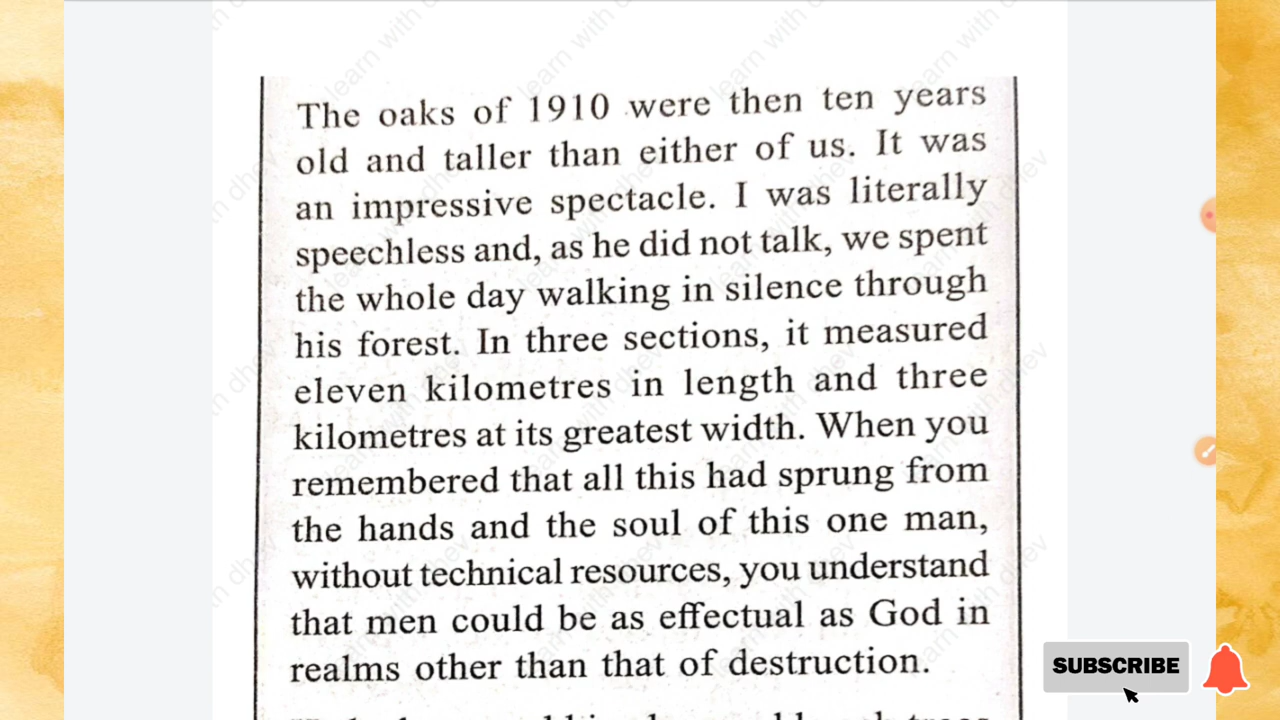 The oaks of 1910 were then ten years
old and taller than either of us. It was
an impressive spectacle. I was literally
speechless and, as he did not talk, we spent
the whole day walking in silence through
his forest. In three sections, it measured
eleven kilometres in length and three
kilometres at its greatest width. When you
remembered that all this had sprung from
the hands and the soul of this one man,
without technical resources, you understand
that men could be as effectual as God in
realms other than that of destruction.
SUBSCRIBE